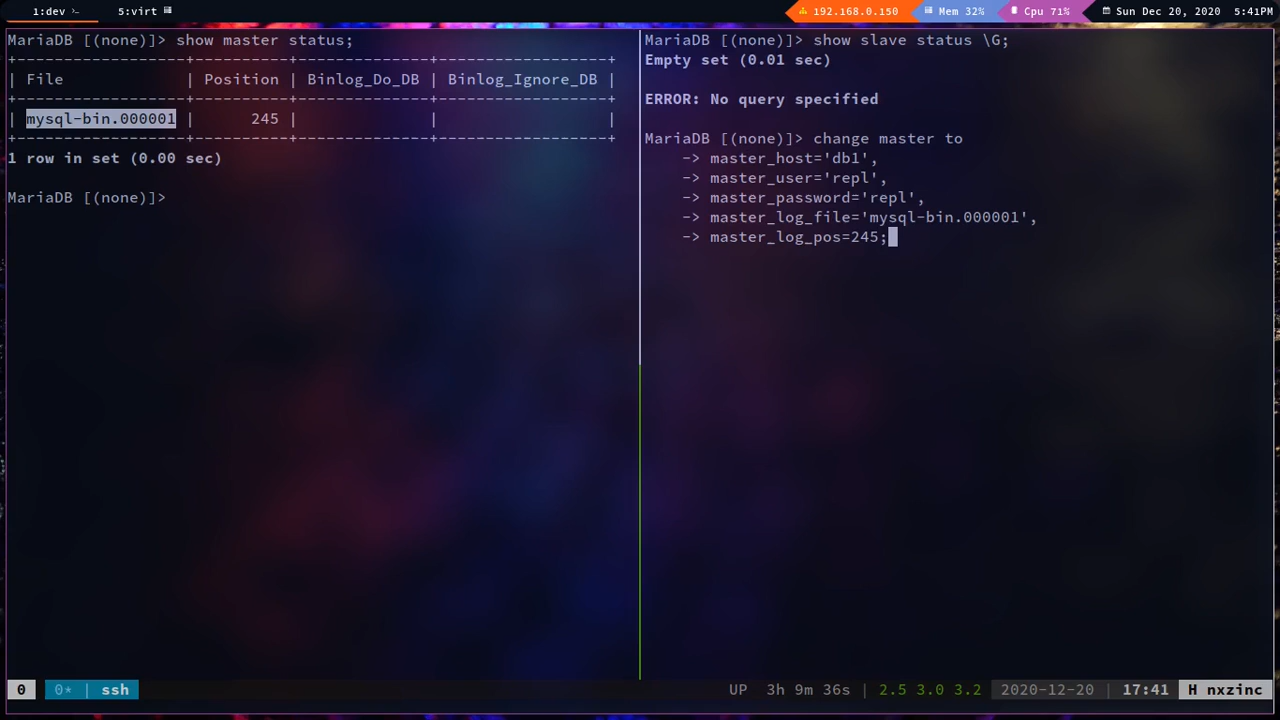 1:dev >_ 5:virt 192.168.0.150 Mem 32% Cpu 71% Sun Dec 20, 2020 5:41PM
MariaDB [(none)]> show master status;
+------------------+----------+--------------+------------------+
| File | Position | Binlog_Do_DB | Binlog_Ignore_DB |
+------------------+----------+--------------+------------------+
| mysql-bin.000001 | 245 | | |
+------------------+----------+--------------+------------------+
1 row in set (0.00 sec)
MariaDB [(none)]>
MariaDB [(none)]> show slave status \G;
Empty set (0.01 sec)
ERROR: No query specified
MariaDB [(none)]> change master to
-> master_host='db1',
-> master_user='repl',
-> master_password='repl',
-> master_log_file='mysql-bin.000001',
-> master_log_pos=245;
0 0* | ssh UP 3h 9m 36s | 2.5 3.0 3.2 | 2020-12-20 | 17:41 H nxzinc